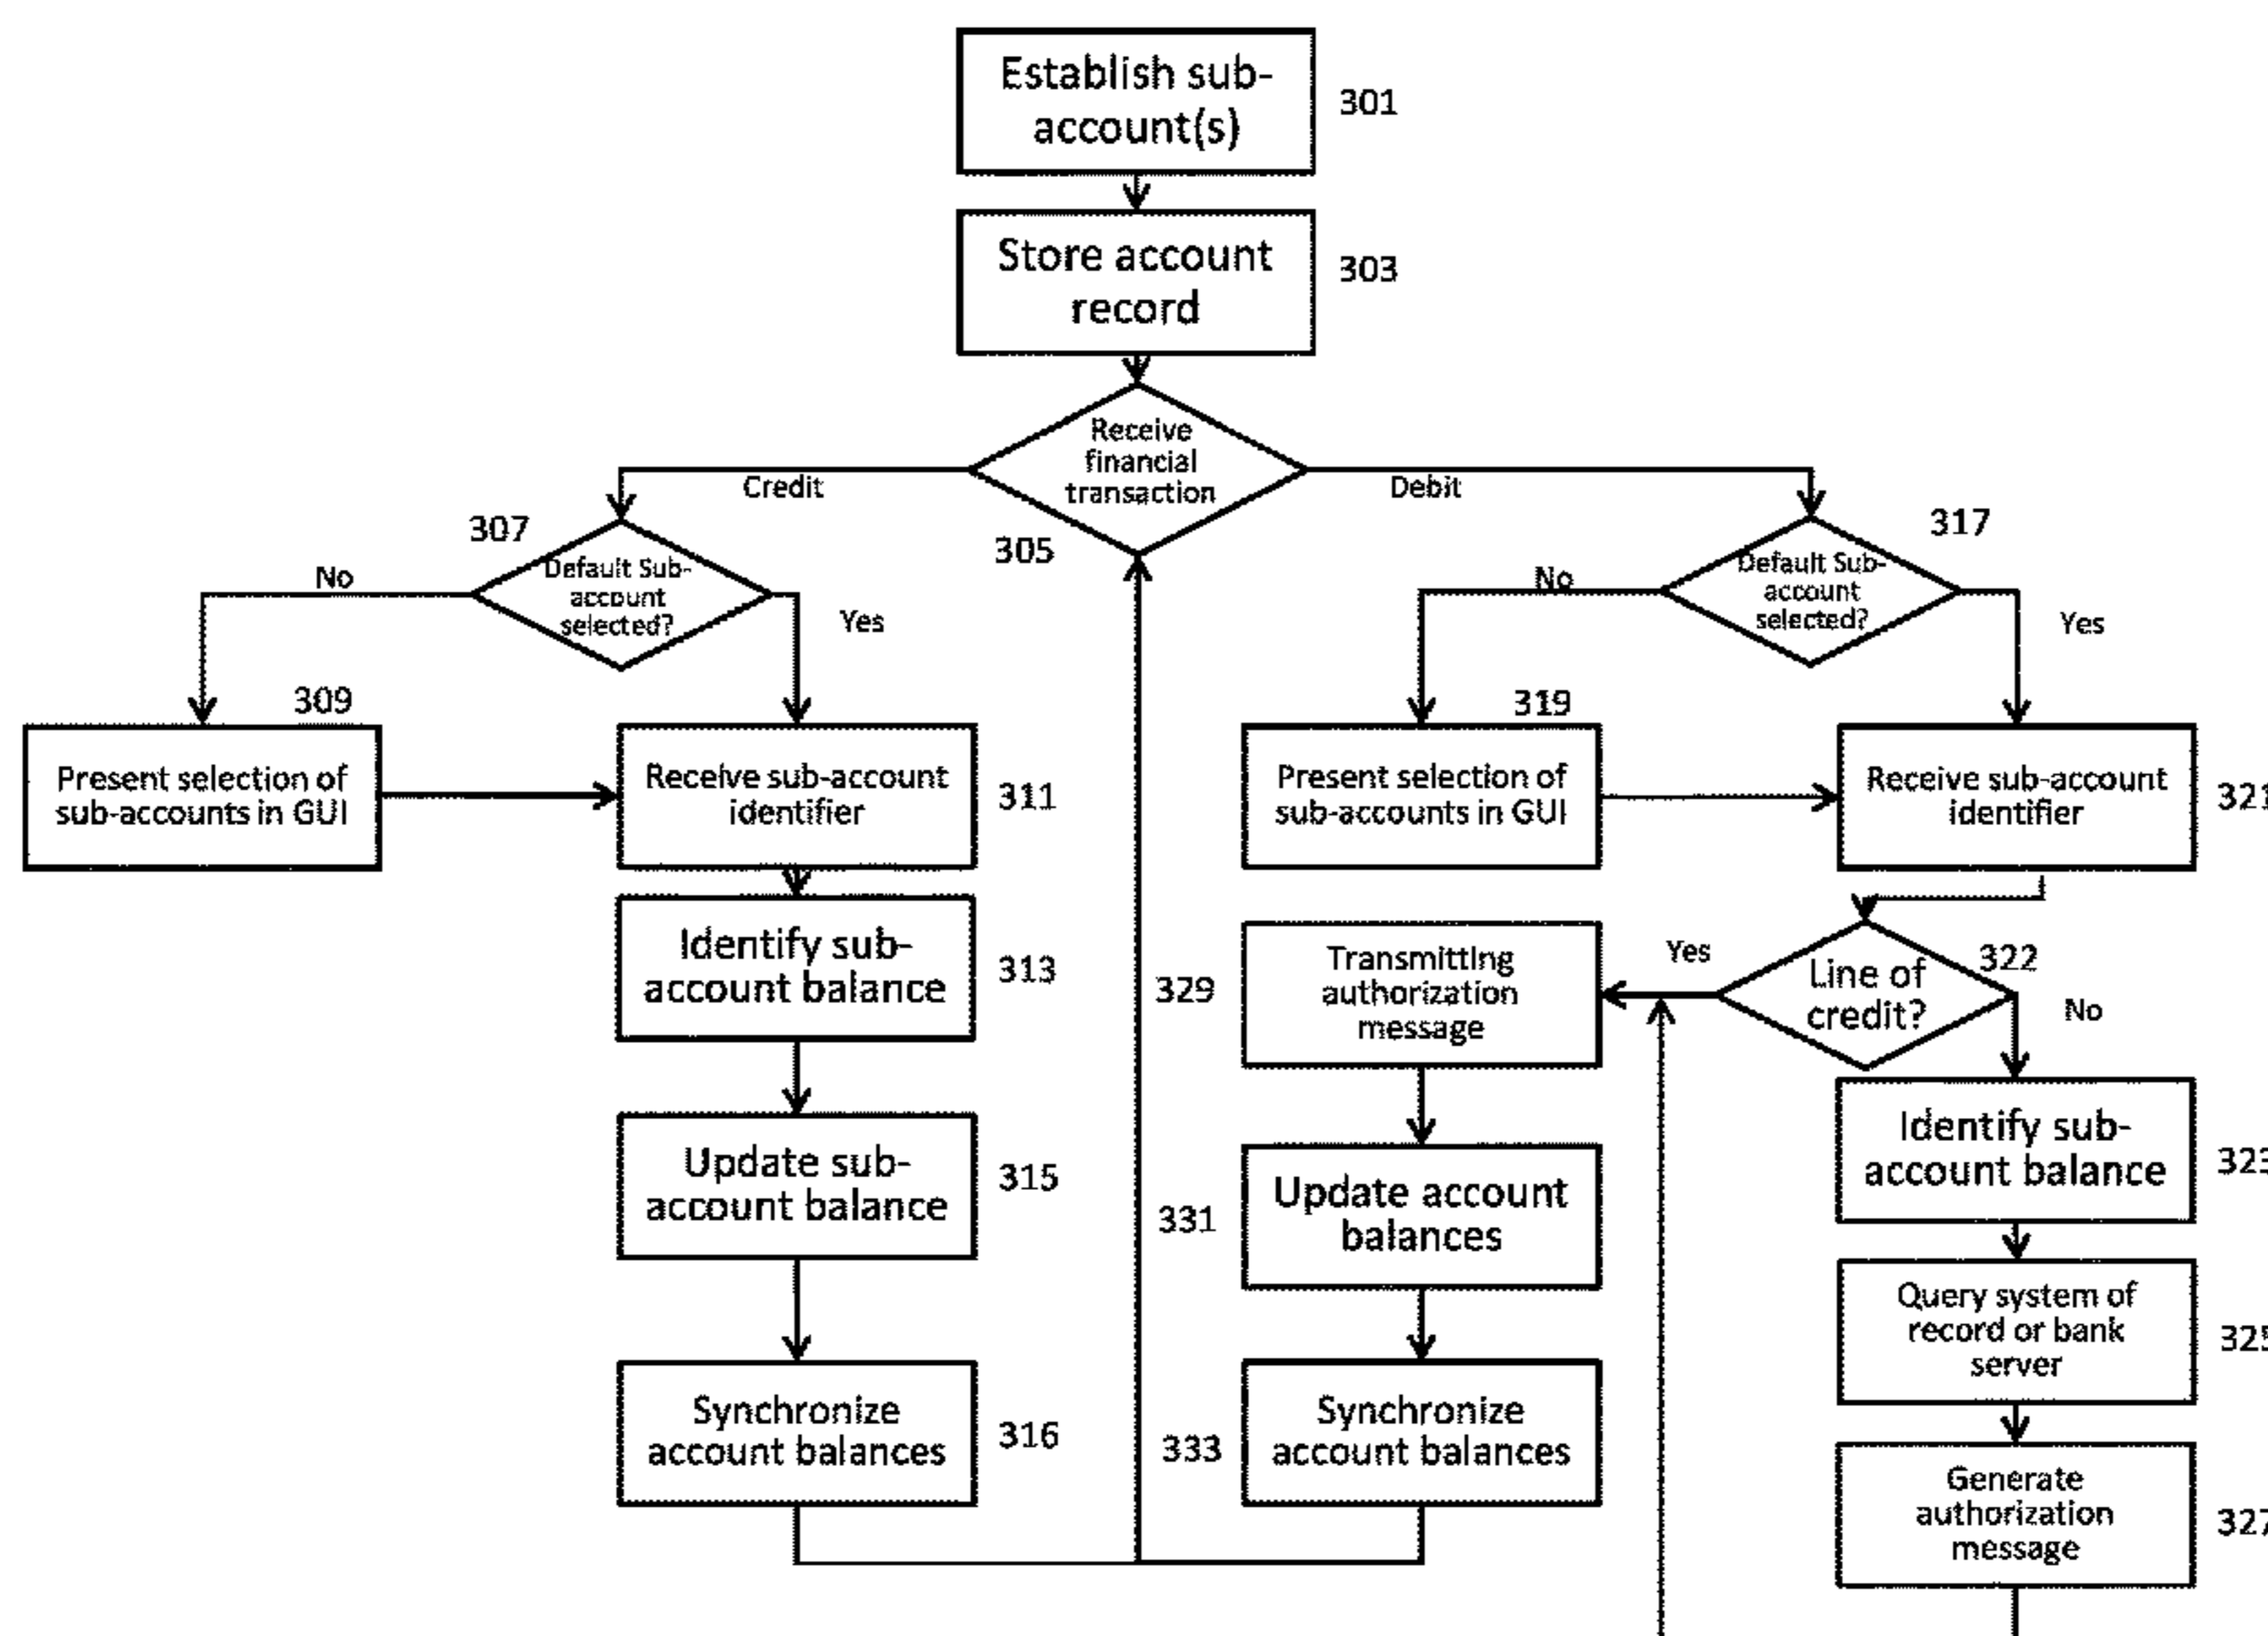 Establish sub-
account(s)
301
Store account
record
303
Receive
financial
transaction
305
Credit
Debit
307
Default Sub-
account
selected?
No
Yes
317
Default Sub-
account
selected?
No
Yes
309
Present selection of
sub-accounts in GUI
Receive sub-account
identifier
311
319
Present selection of
sub-accounts in GUI
Receive sub-account
identifier
321
Identify sub-
account balance
313
329
Transmitting
authorization
message
Yes
Line of
credit?
322
No
Update sub-
account balance
315
331
Update account
balances
Identify sub-
account balance
323
Query system of
record or bank
server
325
Synchronize
account balances
316
333
Synchronize
account balances
Generate
authorization
message
327